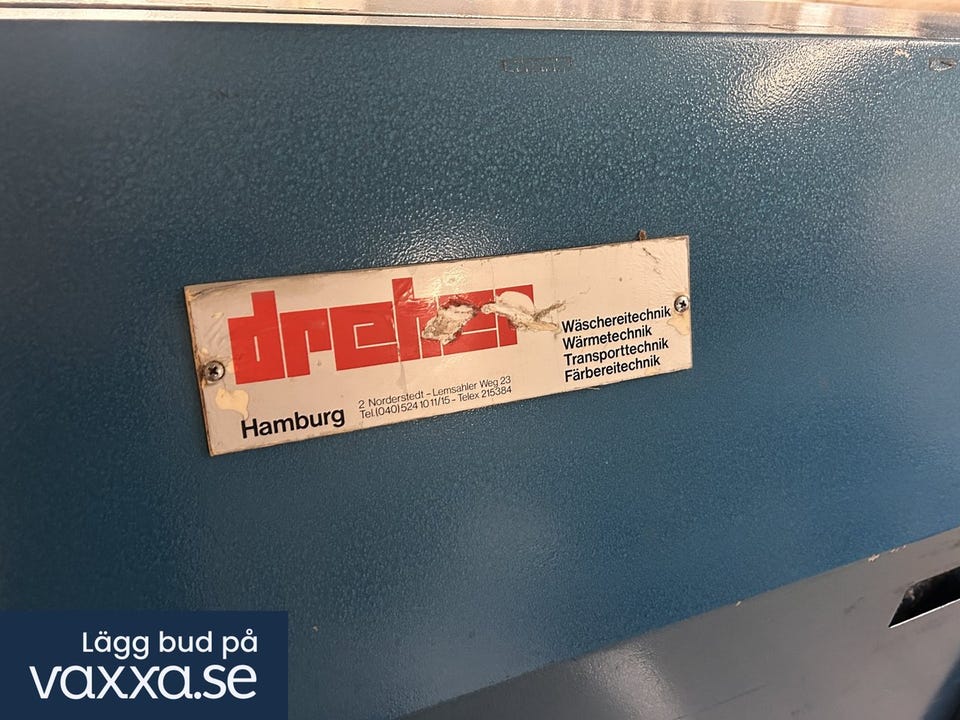 dreher
Hamburg
2 Norderstedt - Lemsahler Weg 23
Tel.(040) 524 10 11/15 - Telex 215384
Wäschereitechnik
Wärmetechnik
Transporttechnik
Färbereitechnik
Lägg bud på
vaxxa.se